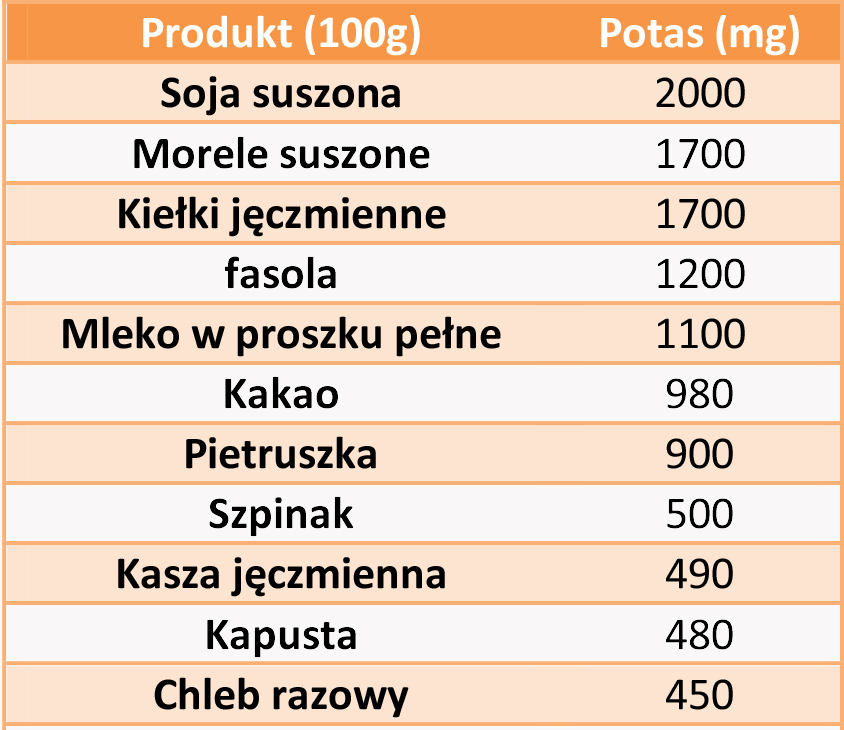 Produkt (100g) Potas (mg)
Soja suszona 2000
Morele suszone 1700
Kiełki jęczmienne 1700
fasola 1200
Mleko w proszku pełne 1100
Kakao 980
Pietruszka 900
Szpinak 500
Kasza jęczmienna 490
Kapusta 480
Chleb razowy 450